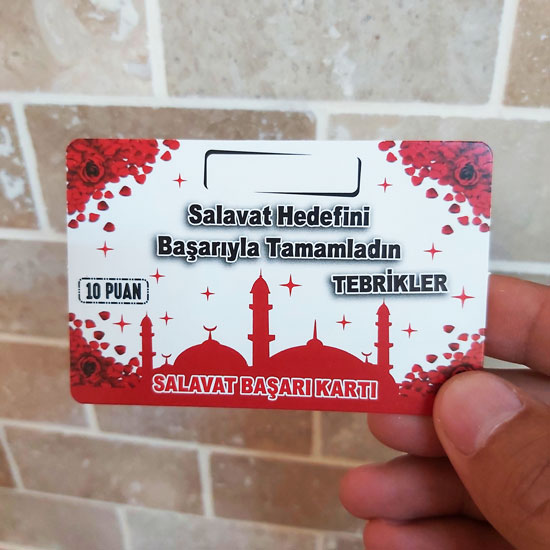 Salavat Hedefini
Başarıyla Tamamladın
TEBRİKLER
10 PUAN
SALAVAT BAŞARI KARTI